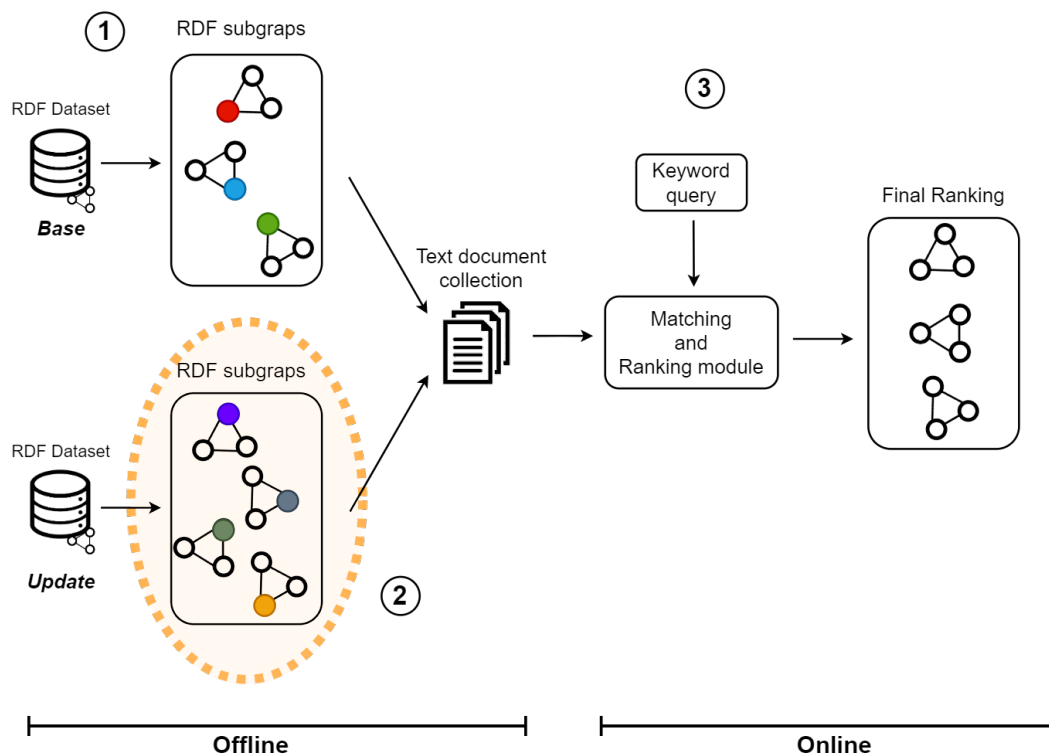 1
RDF subgraps
RDF Dataset
Base
3
Keyword
query
Final Ranking
Text document
collection
Matching
and
Ranking module
RDF subgraps
RDF Dataset
Update
2
Offline
Online